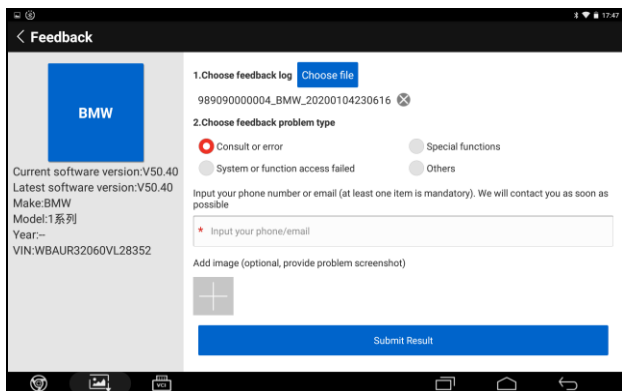 17:47
Feedback
BMW
Current software version:V50.40
Latest software version:V50.40
Make:BMW
Model:1系列
Year:--
VIN:WBAUR32060VL28352
1.Choose feedback log Choose file
989090000004_BMW_20200104230616
2.Choose feedback problem type
Consult or error Special functions
System or function access failed Others
Input your phone number or email (at least one item is mandatory). We will contact you as soon as
possible
* Input your phone/email
Add image (optional, provide problem screenshot)
Submit Result
VCI